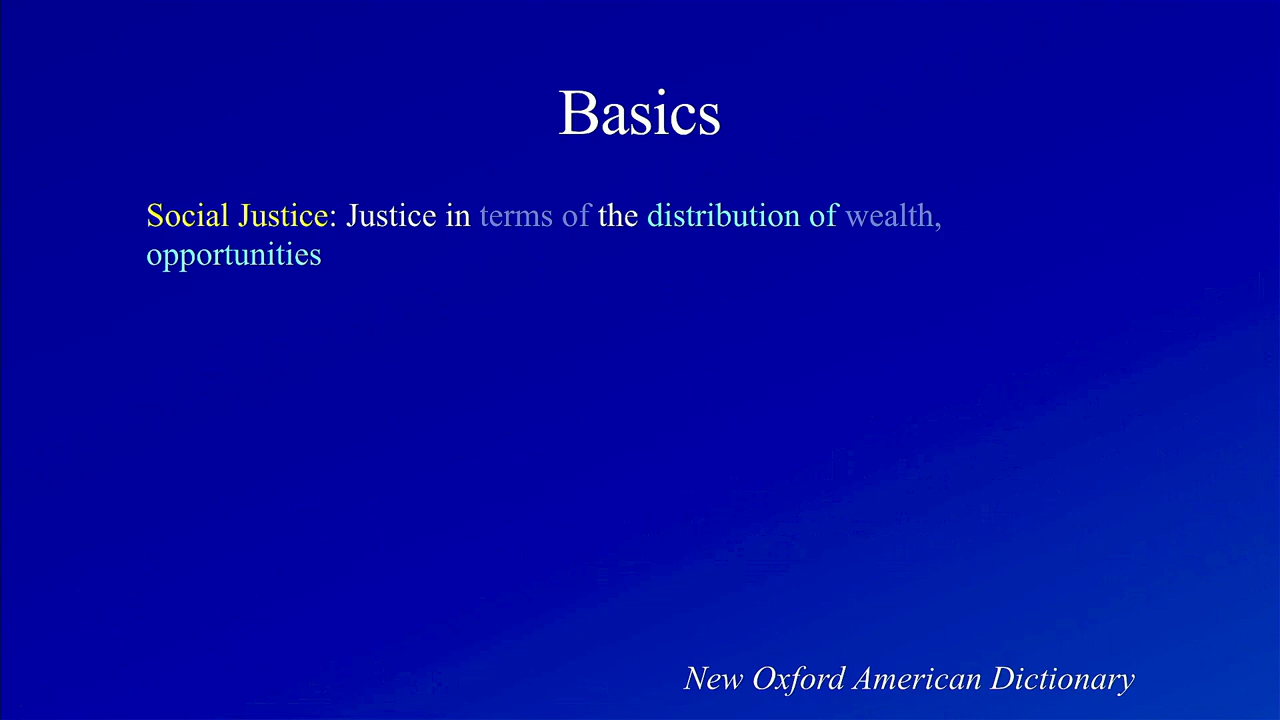 Basics
Social Justice: Justice in terms of the distribution of wealth,
opportunities
New Oxford American Dictionary